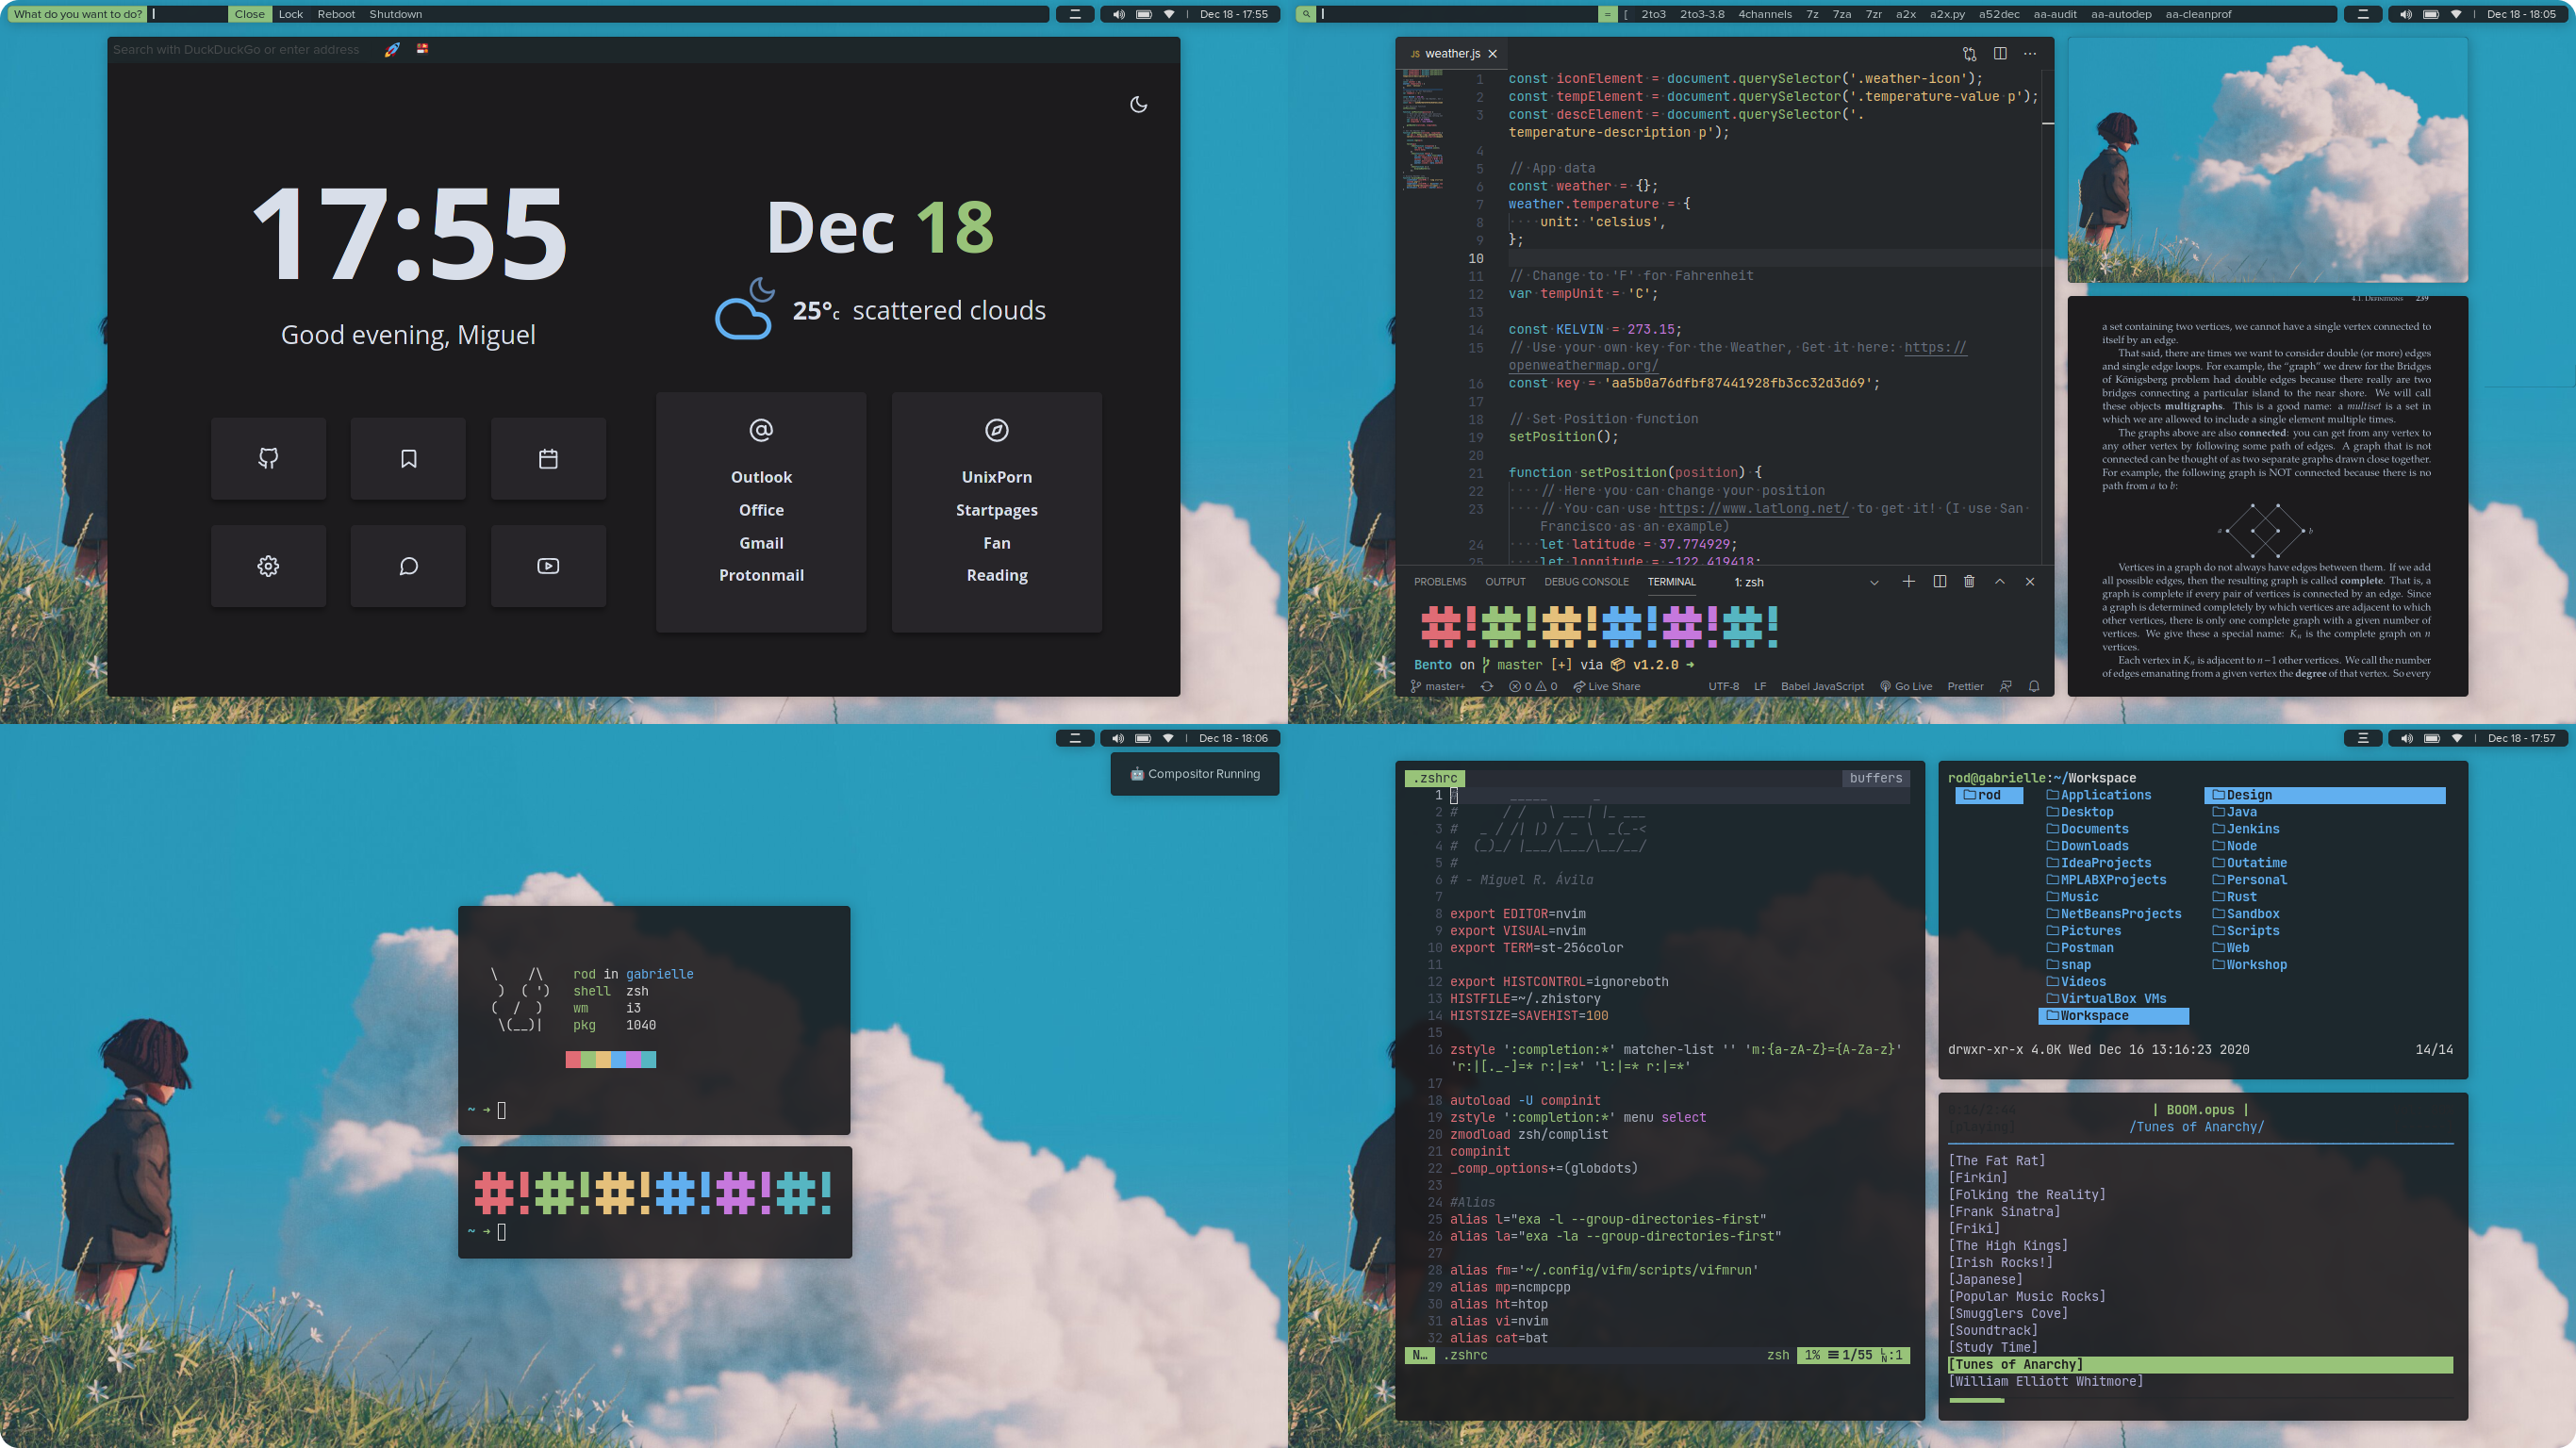 What do you want to do? Close Lock Reboot Shutdown
Dec 18 - 17:55
Search with DuckDuckGo or enter address
17:55
Good evening, Miguel
Dec 18
25°c scattered clouds
Outlook
Office
Gmail
Protonmail
UnixPorn
Startpages
Fan
Reading
= [ 2to3 2to3-3.8 4channels 7z 7za 7zr a2x a2x.py a52dec aa-audit aa-autodep aa-cleanprof
Dec 18 - 18:05
JS weather.js
1 const iconElement = document.querySelector('.weather-icon');
2 const tempElement = document.querySelector('.temperature-value p');
3 const descElement = document.querySelector('.
temperature-description p');
4
5 // App data
6 const weather = {};
7 weather.temperature = {
8 unit: 'celsius',
9 };
10
11 // Change to 'F' for Fahrenheit
12 var tempUnit = 'C';
13
14 const KELVIN = 273.15;
15 // Use your own key for the Weather, Get it here: https://
openweathermap.org/
16 const key = 'aa5b0a76dfbf87441928fb3cc32d3d69';
17
18 // Set Position function
19 setPosition();
20
21 function setPosition(position) {
22 // Here you can change your position
23 // You can use https://www.latlong.net/ to get it! (I use San
Francisco as an example)
24 let latitude = 37.774929;
25 let longitude = -122.419418;
PROBLEMS OUTPUT DEBUG CONSOLE TERMINAL 1: zsh
#!#!#!#!#!#!
Bento on master [+] via v1.2.0 ➜
master+ 0 0 Live Share UTF-8 LF Babel JavaScript Go Live Prettier
4.1. Definitions 239
a set containing two vertices, we cannot have a single vertex connected to
itself by an edge.
That said, there are times we want to consider double (or more) edges
and single edge loops. For example, the “graph” we drew for the Bridges
of Königsberg problem had double edges because there really are two
bridges connecting a particular island to the near shore. We will call
these objects multigraphs. This is a good name: a multiset is a set in
which we are allowed to include a single element multiple times.
The graphs above are also connected: you can get from any vertex to
any other vertex by following some path of edges. A graph that is not
connected can be thought of as two separate graphs drawn close together.
For example, the following graph is NOT connected because there is no
path from a to b:
a b
Vertices in a graph do not always have edges between them. If we add
all possible edges, then the resulting graph is called complete. That is, a
graph is complete if every pair of vertices is connected by an edge. Since
a graph is determined completely by which vertices are adjacent to which
other vertices, there is only one complete graph with a given number of
vertices. We give these a special name: Kn is the complete graph on n
vertices.
Each vertex in Kn is adjacent to n−1 other vertices. We call the number
of edges emanating from a given vertex the degree of that vertex. So every
Dec 18 - 18:06
Compositor Running
rod in gabrielle
shell zsh
wm i3
pkg 1040
~ ➜
#!#!#!#!#!#!
~ ➜
Dec 18 - 17:57
.zshrc buffers
1
2 # / / \ ___| |_ ___
3 # _ / /| |) / _ \ _(_-<
4 # (_)_/ |___/\___/\__/__/
5 #
6 # - Miguel R. Ávila
7
8 export EDITOR=nvim
9 export VISUAL=nvim
10 export TERM=st-256color
11
12 export HISTCONTROL=ignoreboth
13 HISTFILE=~/.zhistory
14 HISTSIZE=SAVEHIST=100
15
16 zstyle ':completion:*' matcher-list '' 'm:{a-zA-Z}={A-Za-z}'
'r:|[._-]=* r:|=*' 'l:|=* r:|=*'
17
18 autoload -U compinit
19 zstyle ':completion:*' menu select
20 zmodload zsh/complist
21 compinit
22 _comp_options+=(globdots)
23
24 #Alias
25 alias l="exa -l --group-directories-first"
26 alias la="exa -la --group-directories-first"
27
28 alias fm='~/.config/vifm/scripts/vifmrun'
29 alias mp=ncmpcpp
30 alias ht=htop
31 alias vi=nvim
32 alias cat=bat
N… .zshrc zsh 1% 1/55 :1
rod@gabrielle:~/Workspace
rod Applications Design
Desktop Java
Documents Jenkins
Downloads Node
IdeaProjects Outatime
MPLABXProjects Personal
Music Rust
NetBeansProjects Sandbox
Pictures Scripts
Postman Web
snap Workshop
Videos
VirtualBox VMs
Workspace
drwxr-xr-x 4.0K Wed Dec 16 13:16:23 2020 14/14
| BOOM.opus |
/Tunes of Anarchy/
[The Fat Rat]
[Firkin]
[Folking the Reality]
[Frank Sinatra]
[Friki]
[The High Kings]
[Irish Rocks!]
[Japanese]
[Popular Music Rocks]
[Smugglers Cove]
[Soundtrack]
[Study Time]
[Tunes of Anarchy]
[William Elliott Whitmore]